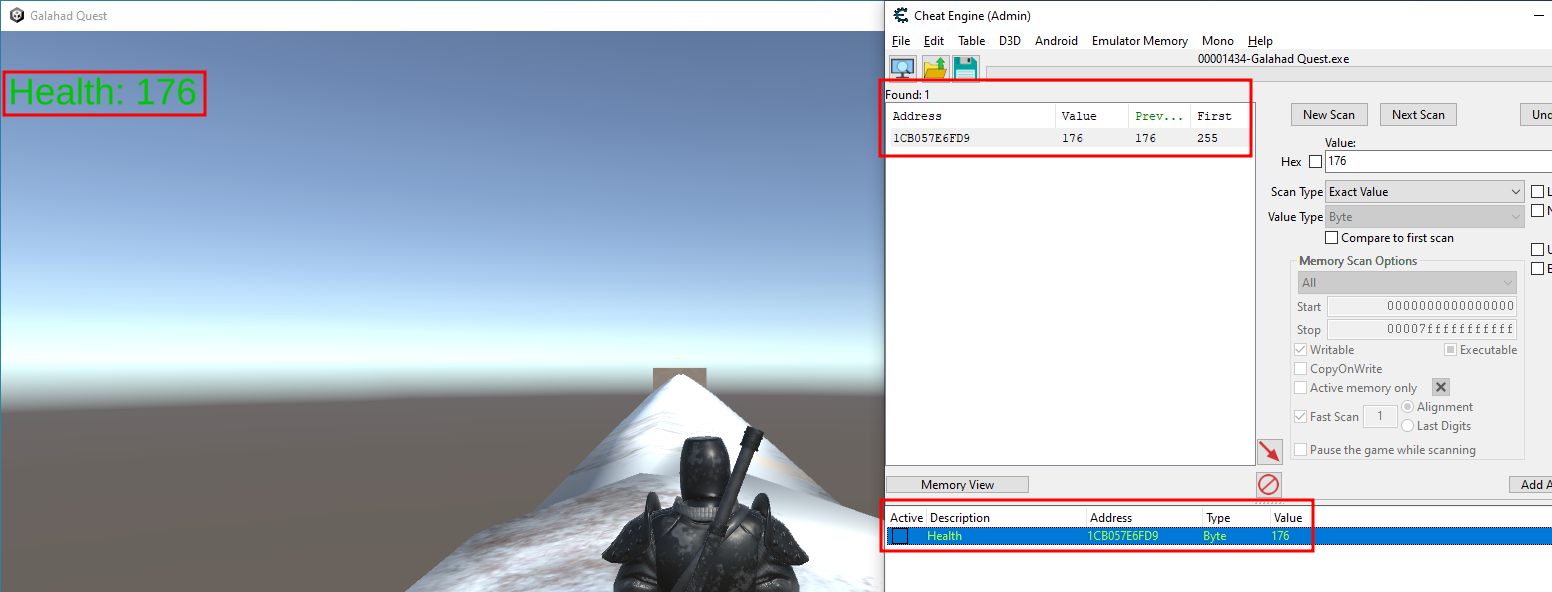 Galahad Quest
Health: 176
Cheat Engine (Admin)
File Edit Table D3D Android Emulator Memory Mono Help
00001434-Galahad Quest.exe
Found: 1
Address Value Prev... First
1CB057E6FD9 176 176 255
New Scan Next Scan Und
Value:
Hex 176
Scan Type Exact Value L
Value Type Byte N
Compare to first scan
U
Memory Scan Options
E
All
Start 0000000000000000
Stop 00007fffffffffff
Writable Executable
CopyOnWrite
Active memory only
Fast Scan 1 Alignment
Last Digits
Pause the game while scanning
Memory View Add A
Active Description Address Type Value
Health 1CB057E6FD9 Byte 176